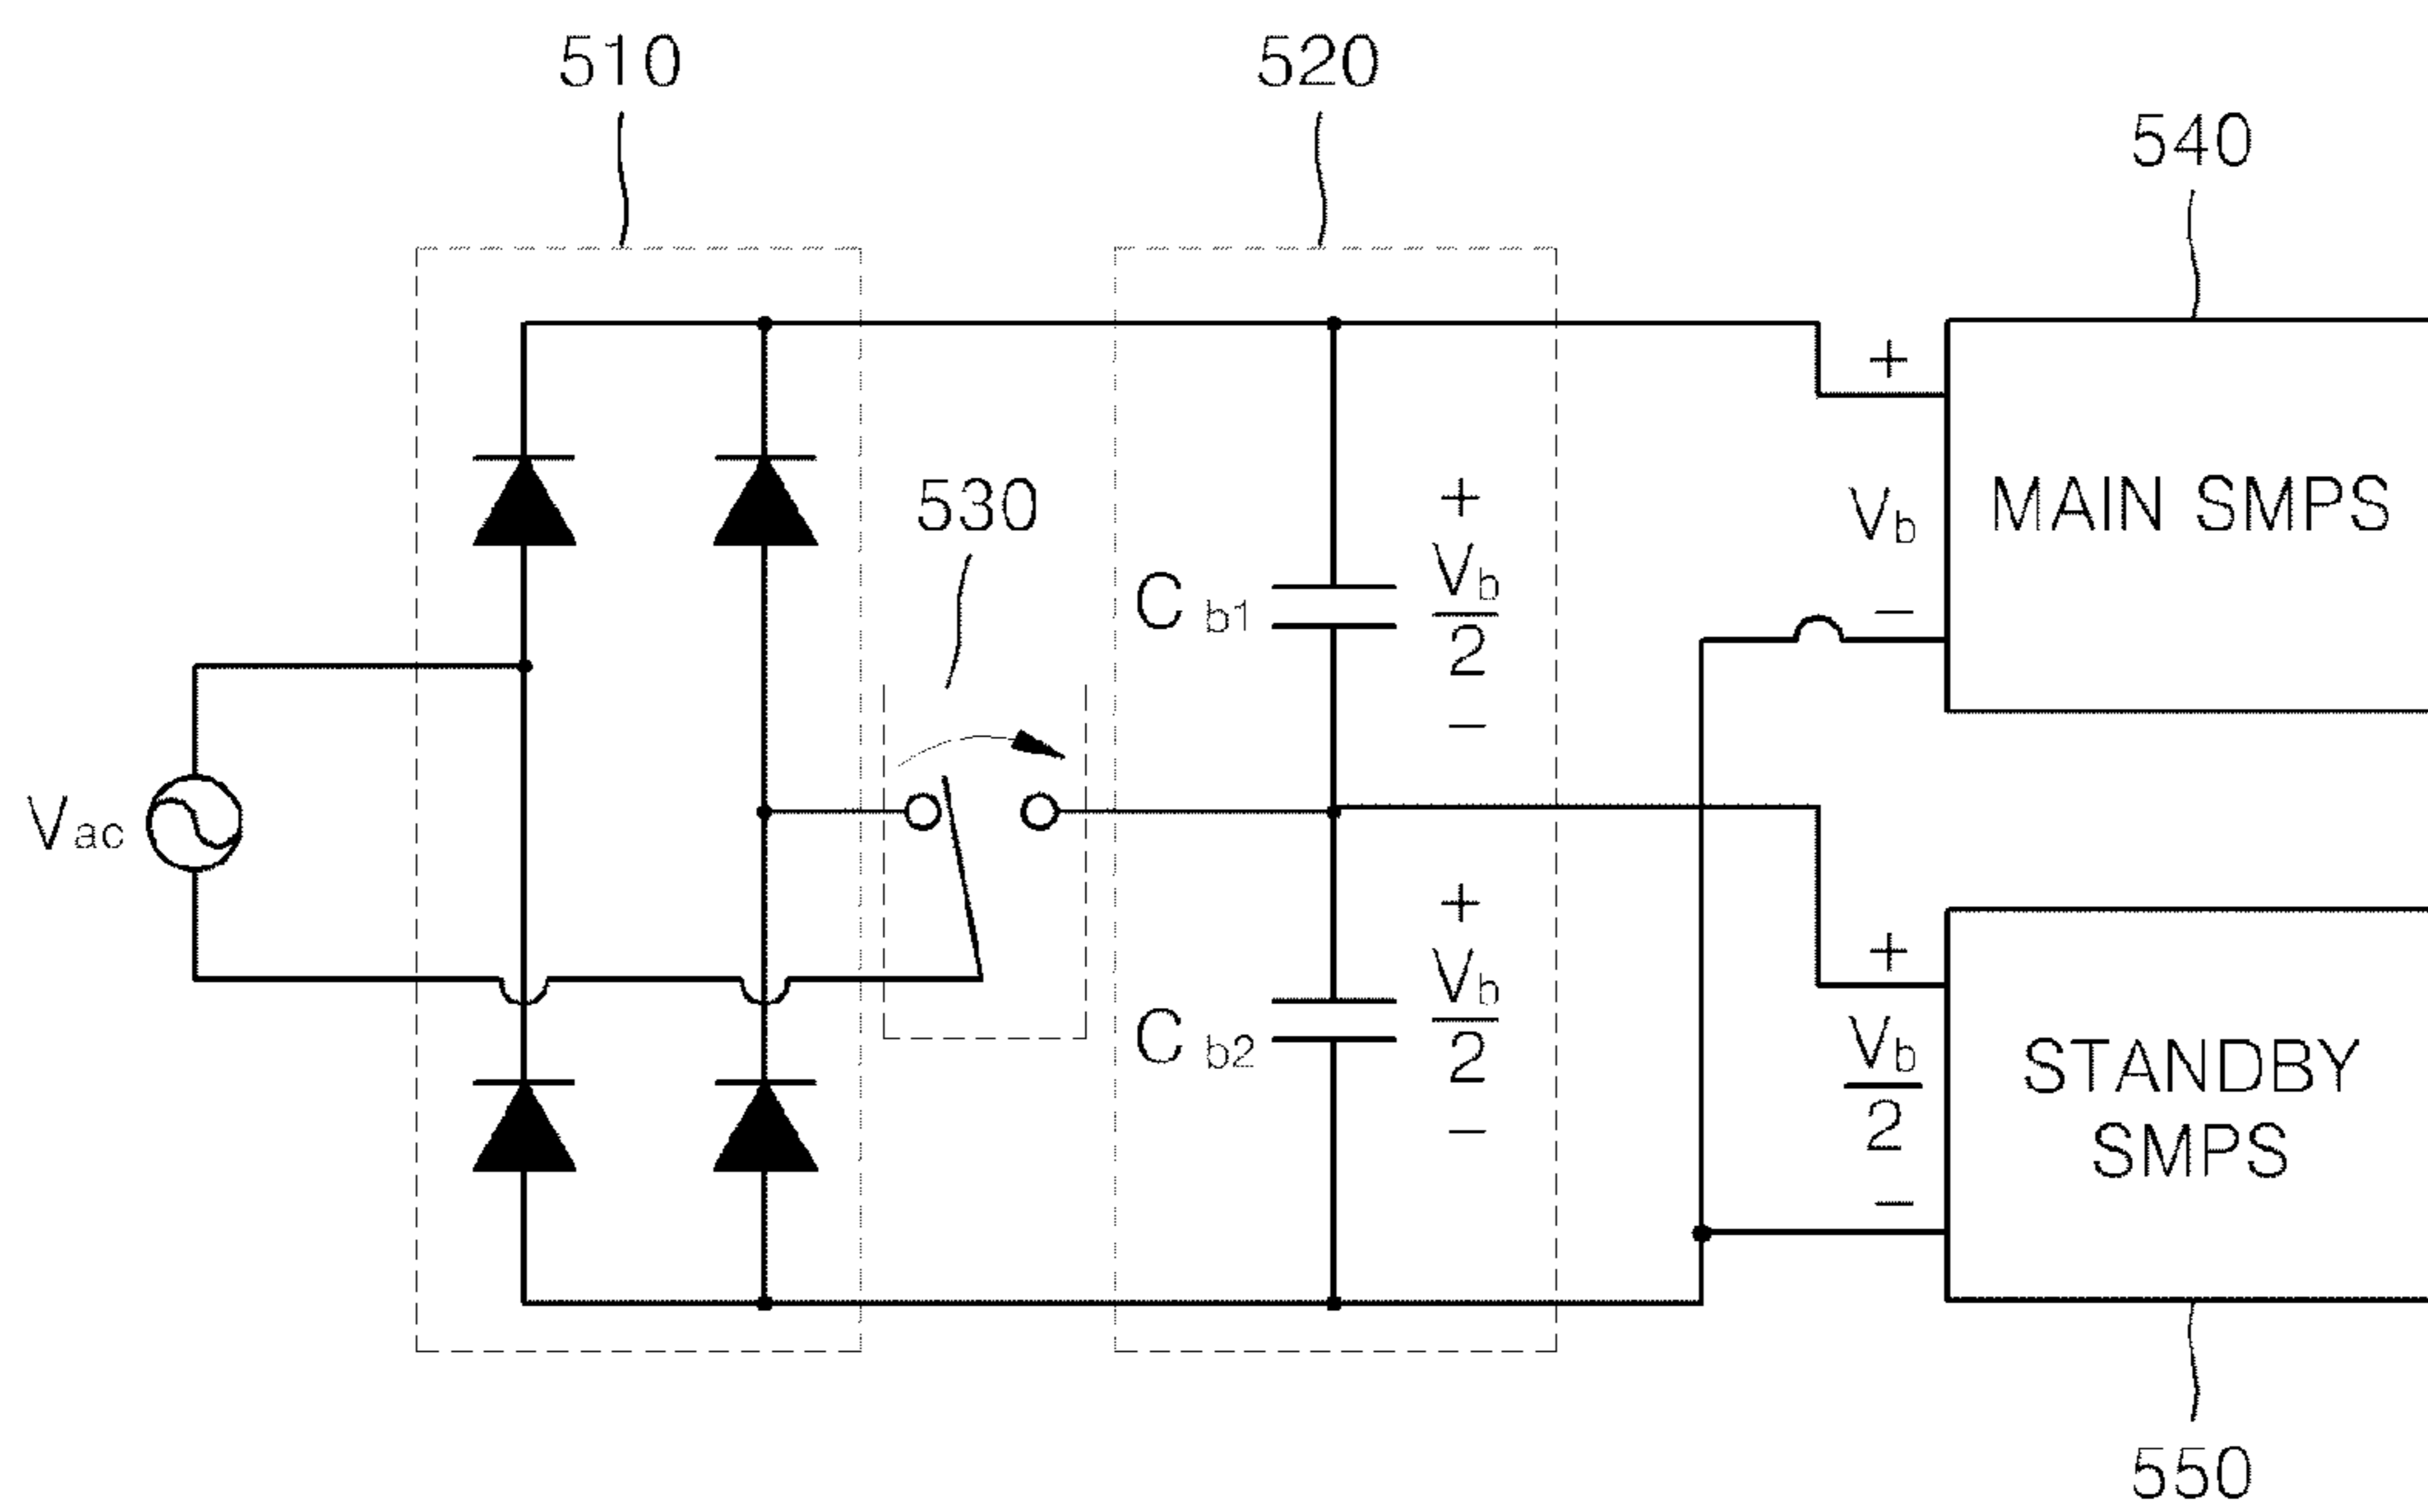 510
520
540
530
+
Vb
−
MAIN SMPS
Cb1
+
Vb
2
−
Vac
Cb2
+
Vb
2
−
+
Vb
2
−
STANDBY
SMPS
550